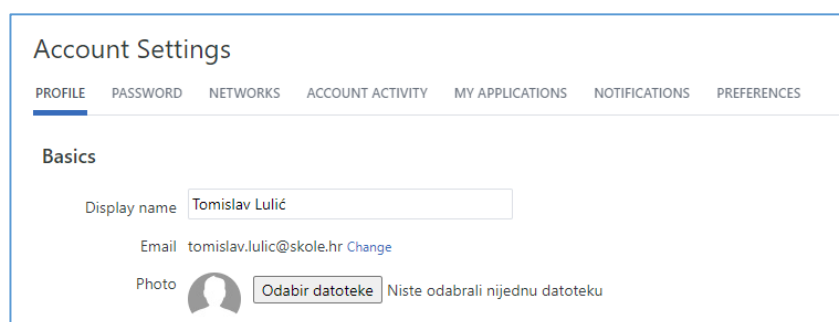 Account Settings
PROFILE PASSWORD NETWORKS ACCOUNT ACTIVITY MY APPLICATIONS NOTIFICATIONS PREFERENCES
Basics
Display name Tomislav Lulić
Email tomislav.lulic@skole.hr Change
Photo Odabir datoteke Niste odabrali nijednu datoteku